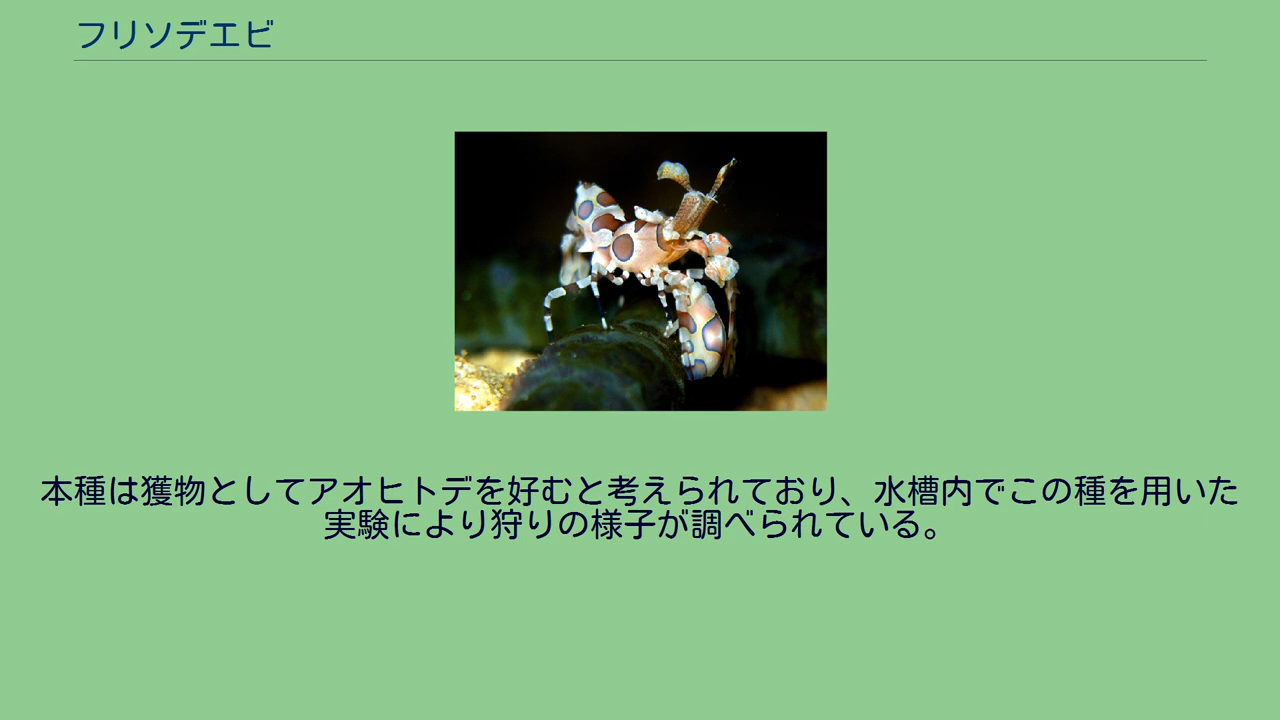 フリソデエビ
本種は獲物としてアオヒトデを好むと考えられており、水槽内でこの種を用いた
実験により狩りの様子が調べられている。